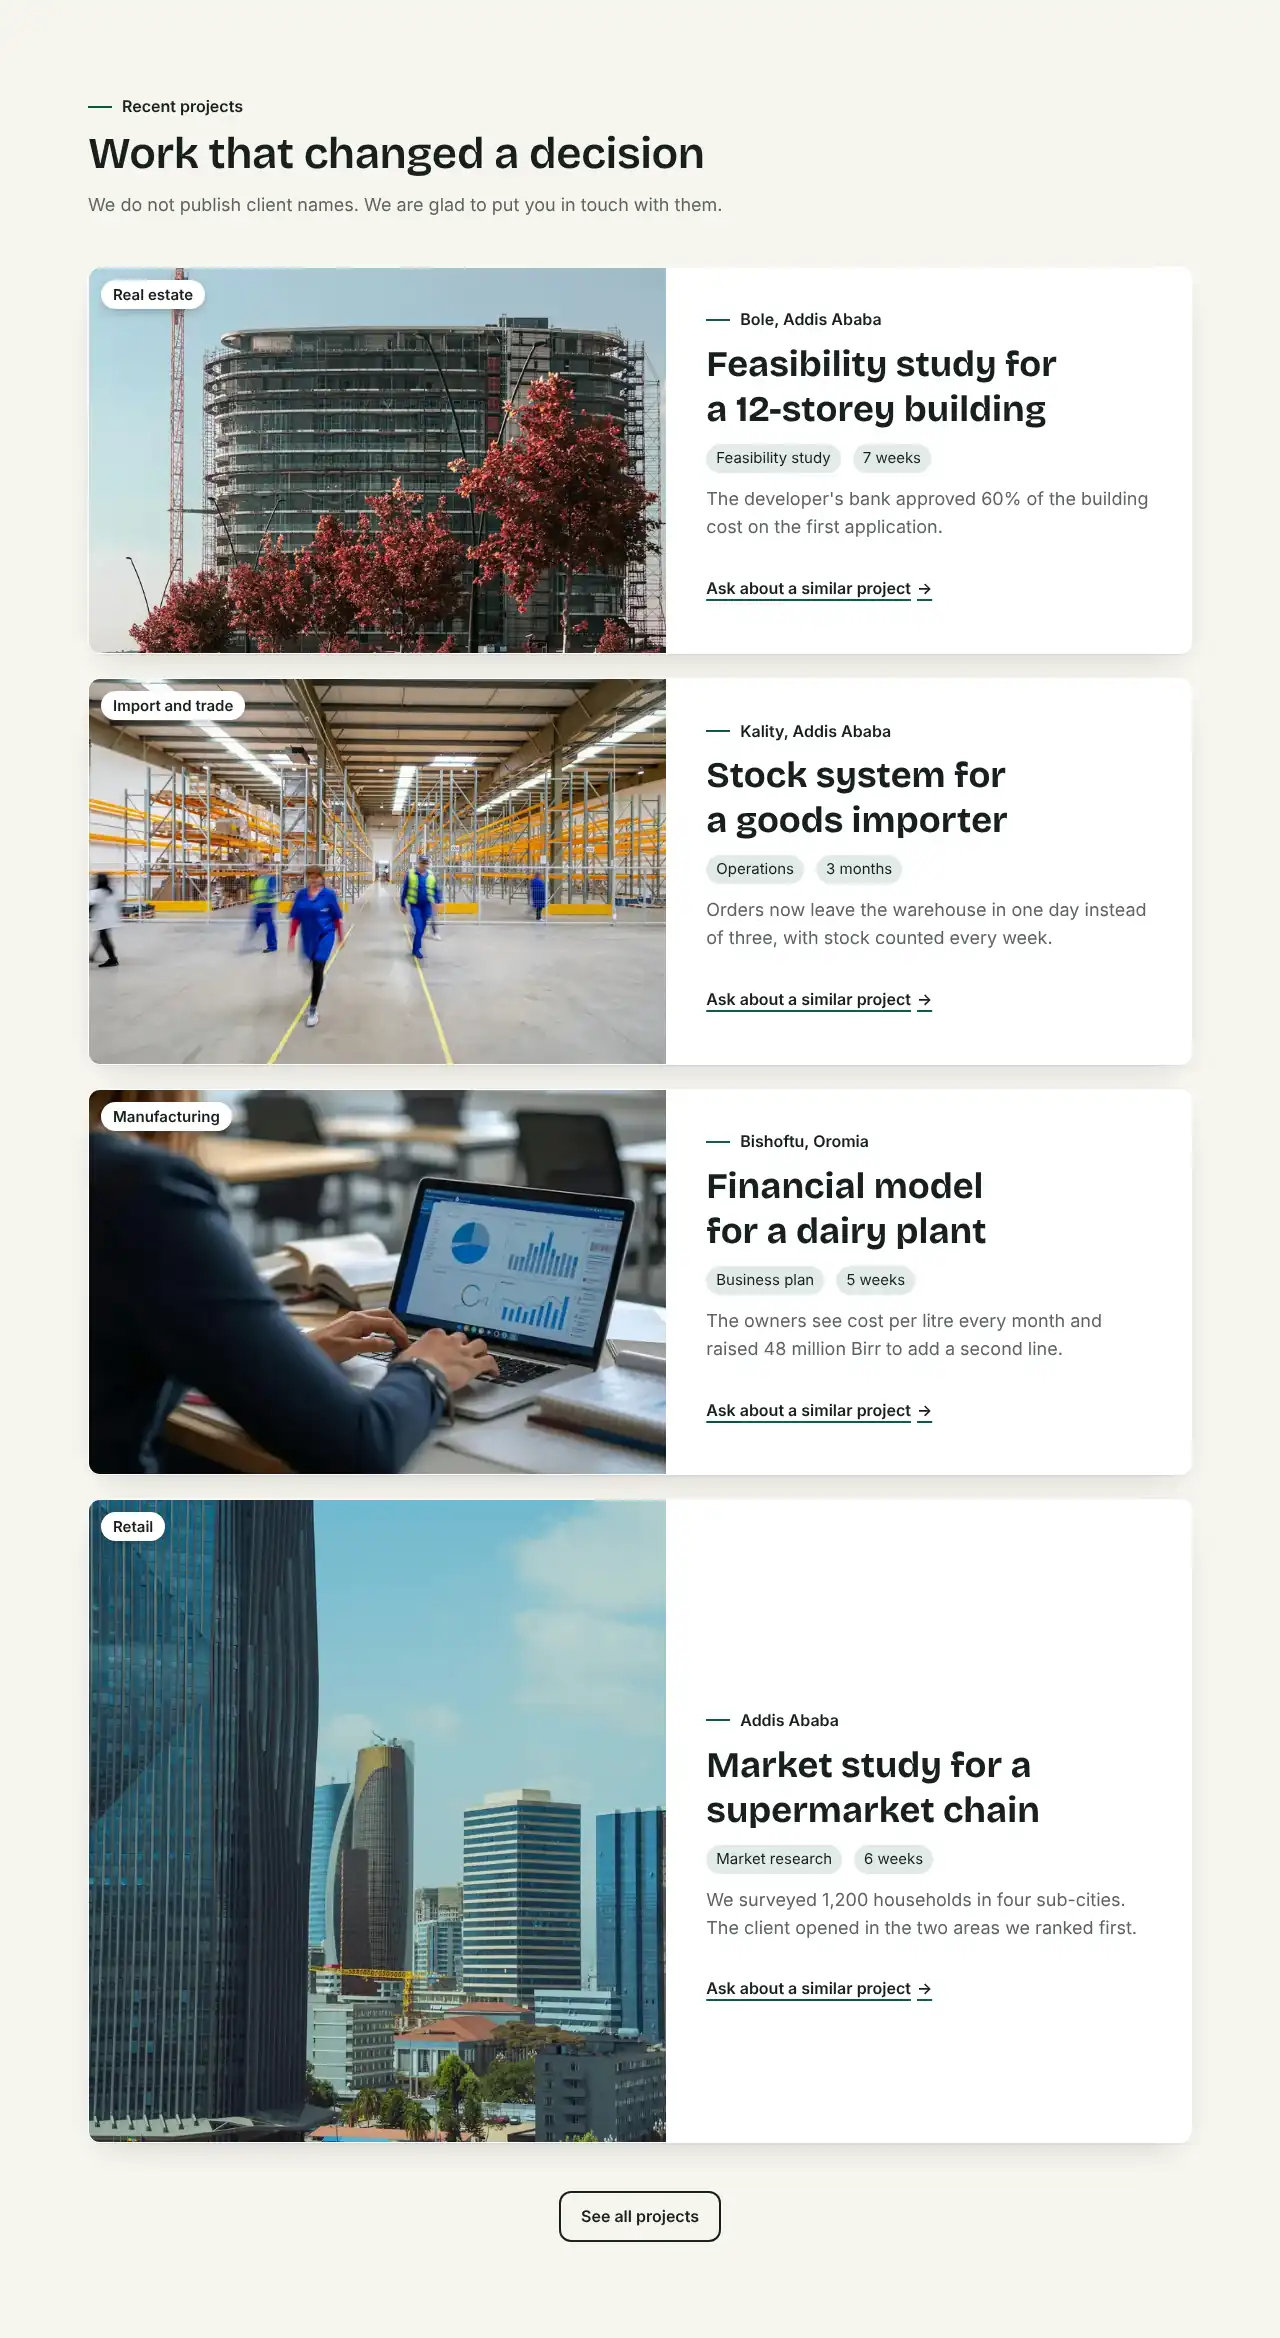 Recent projects
Work that changed a decision
We do not publish client names. We are glad to put you in touch with them.
Real estate
Bole, Addis Ababa
Feasibility study for
a 12-storey building
Feasibility study 7 weeks
The developer's bank approved 60% of the building
cost on the first application.
Ask about a similar project →
Import and trade
Kality, Addis Ababa
Stock system for
a goods importer
Operations 3 months
Orders now leave the warehouse in one day instead
of three, with stock counted every week.
Ask about a similar project →
Manufacturing
Bishoftu, Oromia
Financial model
for a dairy plant
Business plan 5 weeks
The owners see cost per litre every month and
raised 48 million Birr to add a second line.
Ask about a similar project →
Retail
Addis Ababa
Market study for a
supermarket chain
Market research 6 weeks
We surveyed 1,200 households in four sub-cities.
The client opened in the two areas we ranked first.
Ask about a similar project →
See all projects